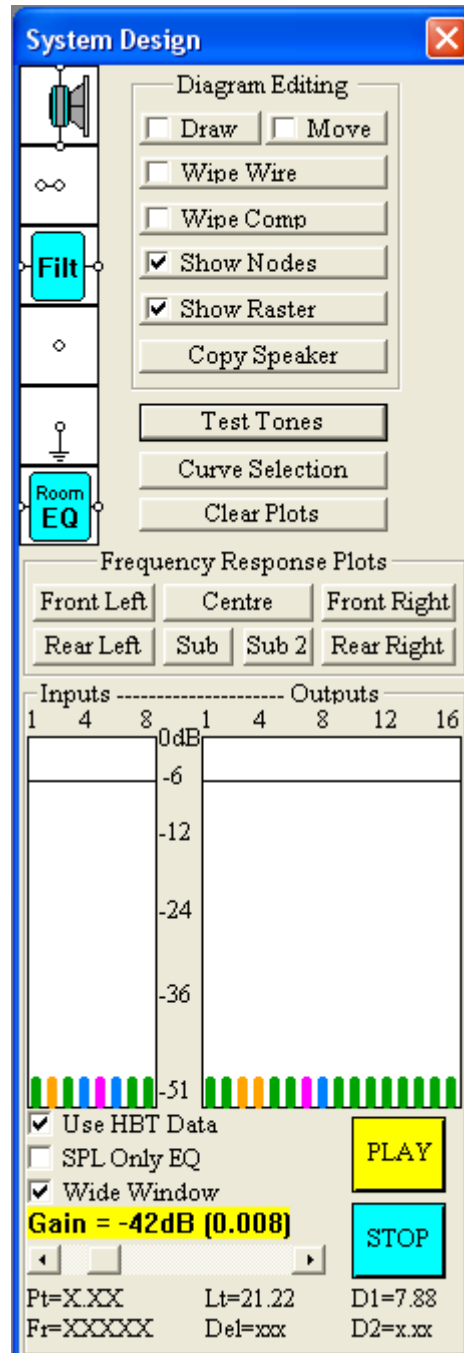 System Design
Diagram Editing
Draw Move
Wipe Wire
Wipe Comp
Filt
Show Nodes
Show Raster
Copy Speaker
Test Tones
Curve Selection
Room
EQ
Clear Plots
Frequency Response Plots
Front Left Centre Front Right
Rear Left Sub Sub 2 Rear Right
Inputs --------------------- Outputs
1 4 8 1 4 8 12 16
0dB
-6
-12
-24
-36
-51
Use HBT Data
SPL Only EQ
Wide Window
PLAY
Gain = -42dB (0.008)
STOP
Pt=X.XX Lt=21.22 D1=7.88
Fr=XXXXX Del=xxx D2=x.xx